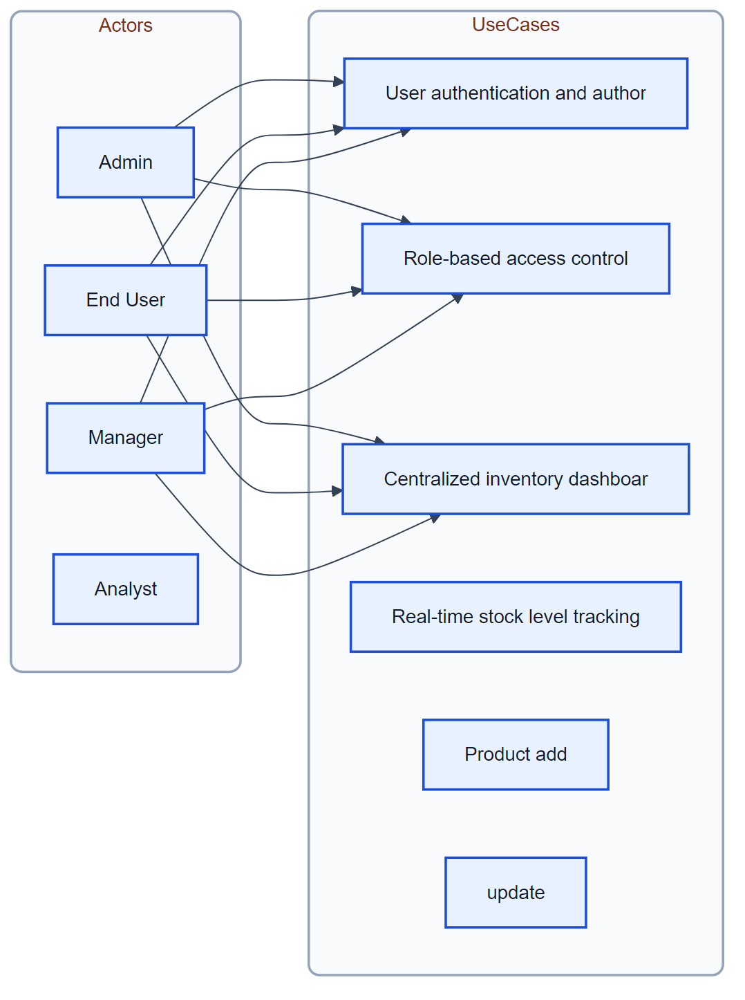 Actors
Admin
End User
Manager
Analyst
UseCases
User authentication and author
Role-based access control
Centralized inventory dashboar
Real-time stock level tracking
Product add
update